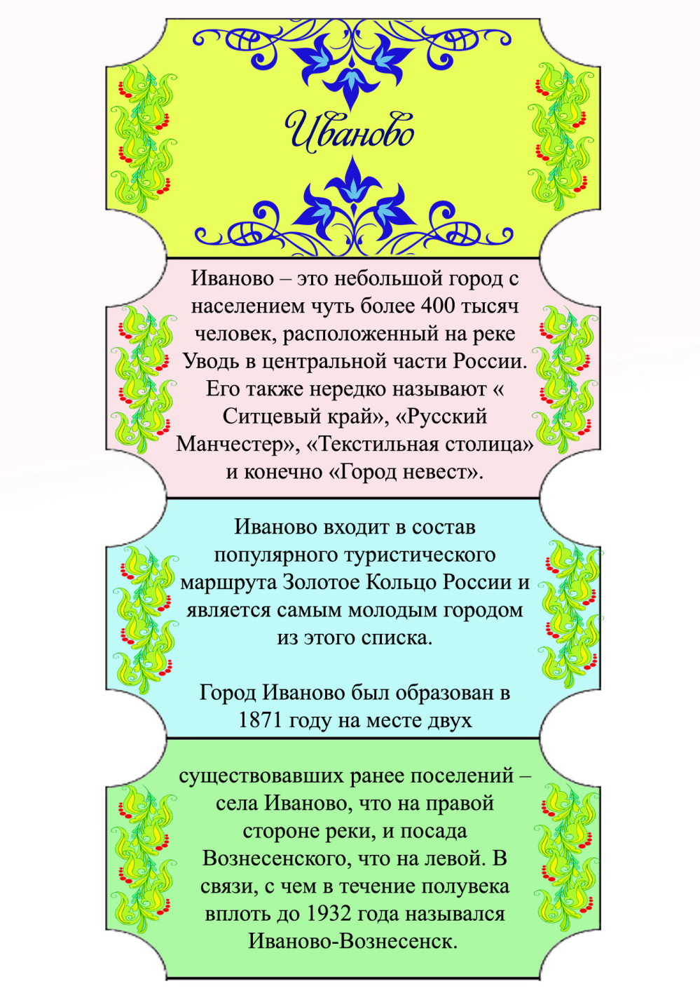 Иваново
Иваново – это небольшой город с
населением чуть более 400 тысяч
человек, расположенный на реке
Уводь в центральной части России.
Его также нередко называют «
Ситцевый край», «Русский
Манчестер», «Текстильная столица»
и конечно «Город невест».
Иваново входит в состав
популярного туристического
маршрута Золотое Кольцо России и
является самым молодым городом
из этого списка.
Город Иваново был образован в
1871 году на месте двух
существовавших ранее поселений –
села Иваново, что на правой
стороне реки, и посада
Вознесенского, что на левой. В
связи, с чем в течение полувека
вплоть до 1932 года назывался
Иваново-Вознесенск.